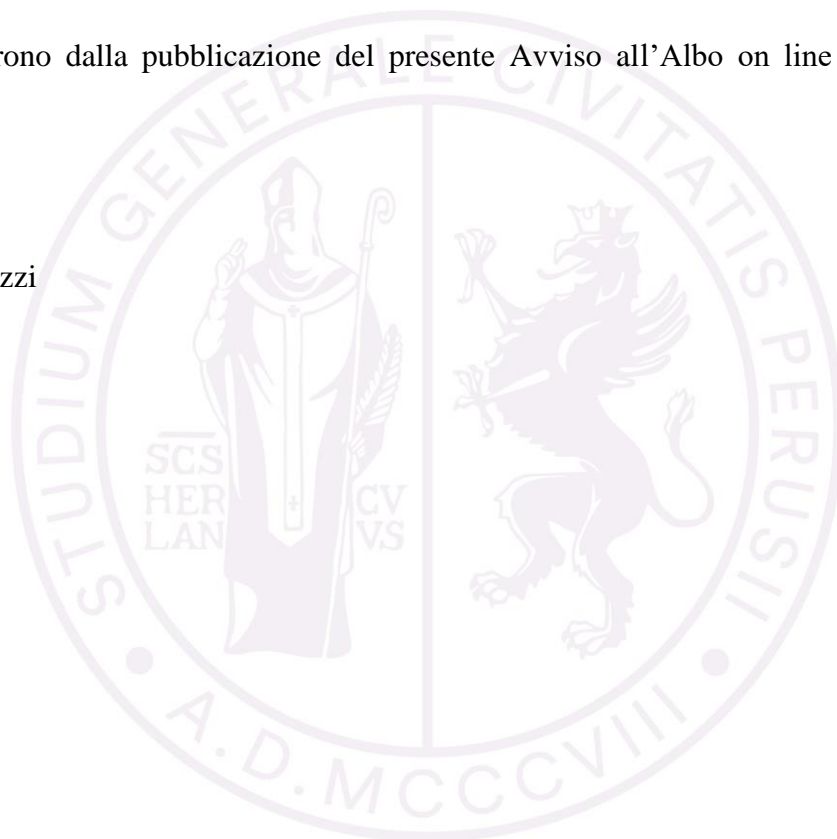 rono dalla pubblicazione del presente Avviso all’Albo on line
zzi
STUDIUM GENERALE CIVITATIS PERUSII
SCS
HER
LAN
CV
VS
A.D. MCCCVIII